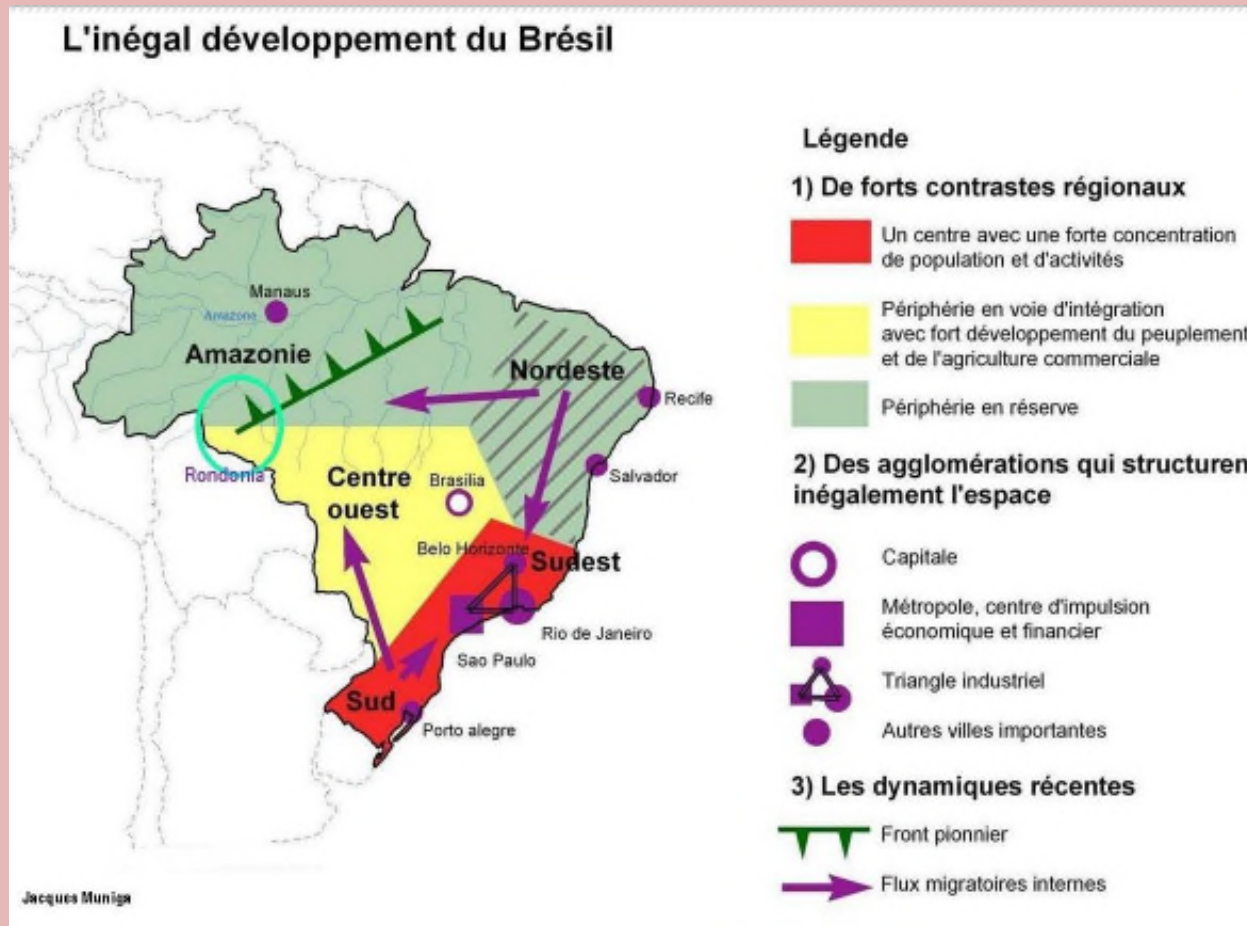 L'inégal développement du Brésil
Manaus
Amazone
Amazonie
Nordeste
Recife
Rondonia
Centre
ouest
Brasilia
Salvador
Belo Horizonte
Sudest
Rio de Janeiro
Sao Paulo
Sud
Porto alegre
Jacques Muniga
Légende
1) De forts contrastes régionaux
Un centre avec une forte concentration
de population et d'activités
Périphérie en voie d'intégration
avec fort développement du peuplement
et de l'agriculture commerciale
Périphérie en réserve
2) Des agglomérations qui structuren
inégalement l'espace
Capitale
Métropole, centre d'impulsion
économique et financier
Triangle industriel
Autres villes importantes
3) Les dynamiques récentes
Front pionnier
Flux migratoires internes